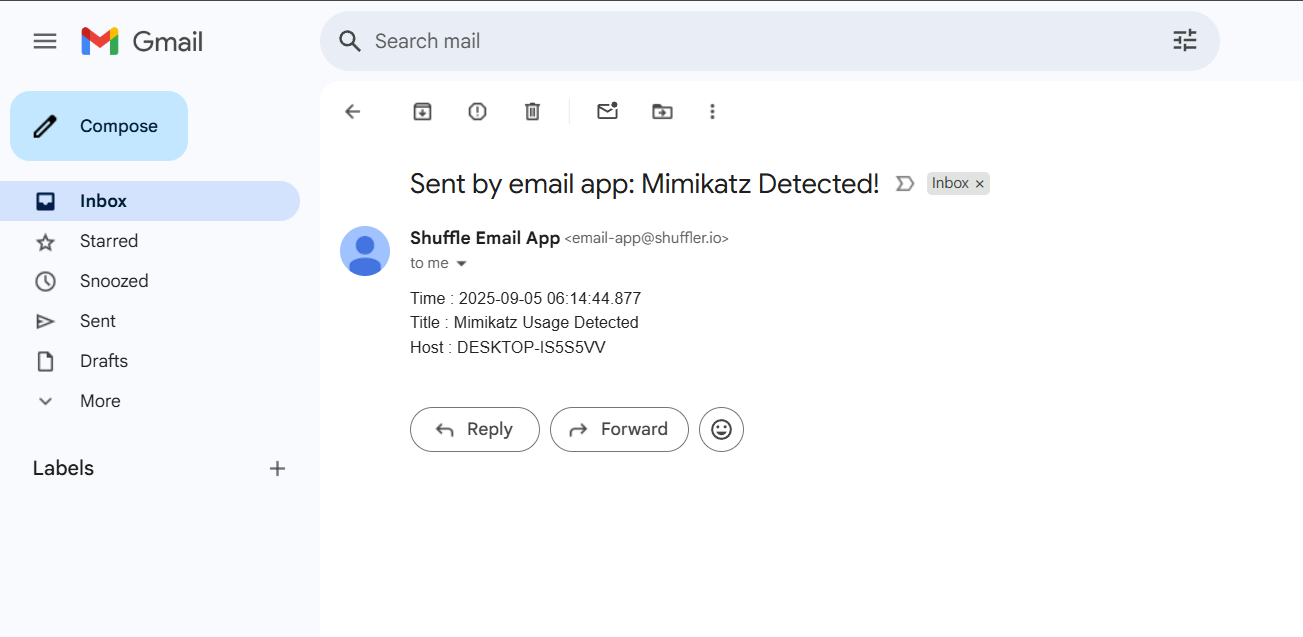 Gmail
Search mail
Compose
Inbox
Starred
Snoozed
Sent
Drafts
More
Labels
Sent by email app: Mimikatz Detected!
Inbox ×
Shuffle Email App <email-app@shuffler.io>
to me
Time : 2025-09-05 06:14:44.877
Title : Mimikatz Usage Detected
Host : DESKTOP-IS5S5VV
Reply
Forward